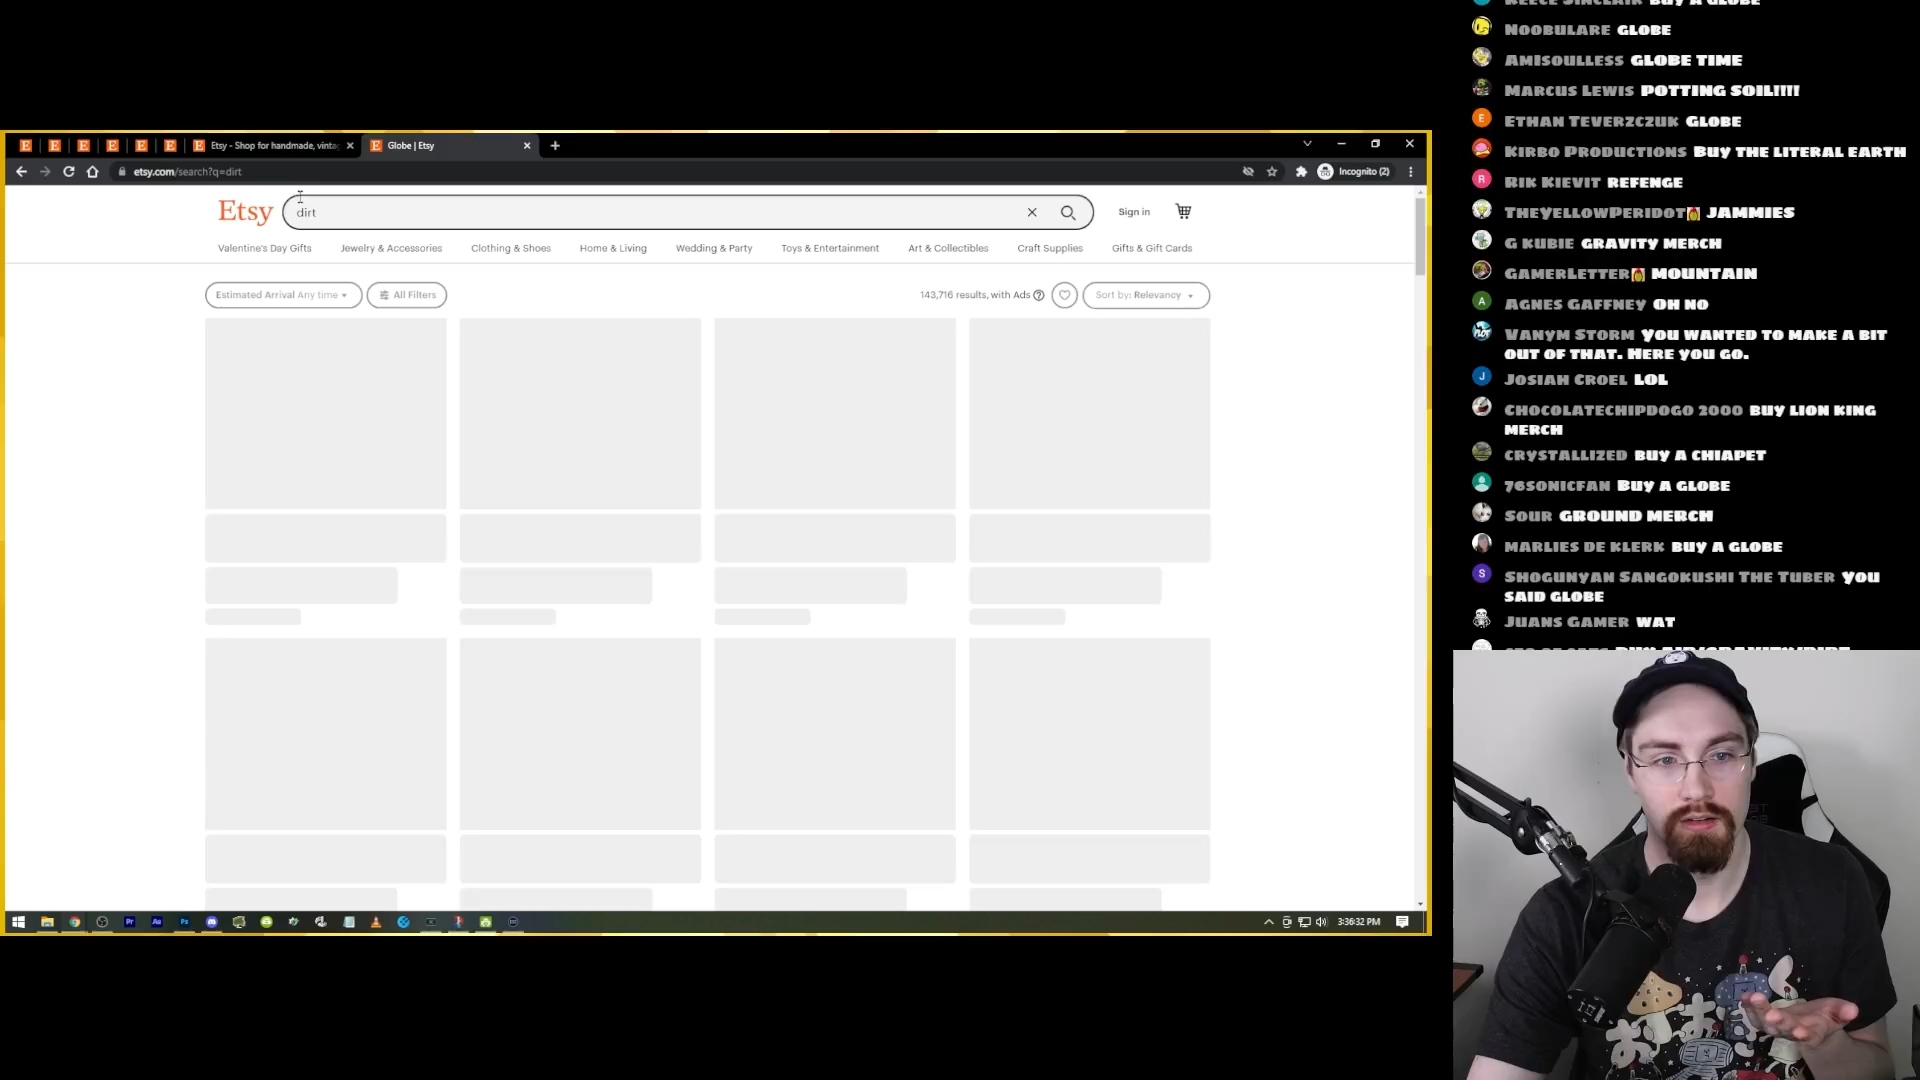 Etsy - Shop for handmade, vinta
Globe | Etsy
etsy.com/search?q=dirt
Incognito (2)
Etsy
dirt
Sign in
Valentine's Day Gifts
Jewelry & Accessories
Clothing & Shoes
Home & Living
Wedding & Party
Toys & Entertainment
Art & Collectibles
Craft Supplies
Gifts & Gift Cards
Estimated Arrival Any time
All Filters
143,716 results, with Ads
Sort by: Relevancy
3:36:32 PM
REECE SINCLAIR BUY A GLOBE
NOOBULARE GLOBE
AMISOULLESS GLOBE TIME
MARCUS LEWIS POTTING SOIL!!!!
ETHAN TEVERZCZUK GLOBE
KIRBO PRODUCTIONS BUY THE LITERAL EARTH
RIK KIEVIT REFENGE
THEYELLOWPERIDOT JAMMIES
G KUBIE GRAVITY MERCH
GAMERLETTER MOUNTAIN
AGNES GAFFNEY OH NO
VANYM STORM YOU WANTED TO MAKE A BIT
OUT OF THAT. HERE YOU GO.
JOSIAH CROEL LOL
CHOCOLATECHIPDOGO 2000 BUY LION KING
MERCH
CRYSTALLIZED BUY A CHIAPET
76SONICFAN BUY A GLOBE
SOUR GROUND MERCH
MARLIES DE KLERK BUY A GLOBE
SHOGUNYAN SANGOKUSHI THE TUBER YOU
SAID GLOBE
JUANS GAMER WAT